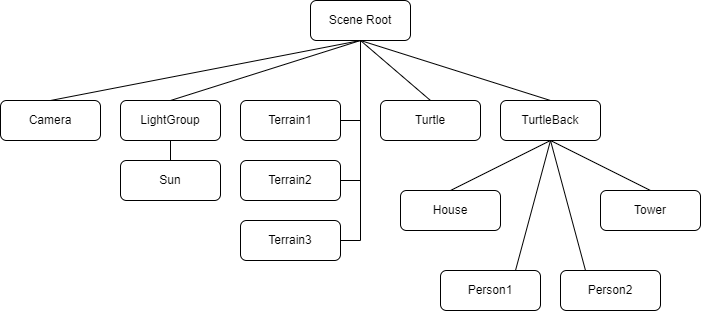 Scene Root
Camera
LightGroup
Terrain1
Turtle
TurtleBack
Sun
Terrain2
House
Tower
Terrain3
Person1
Person2